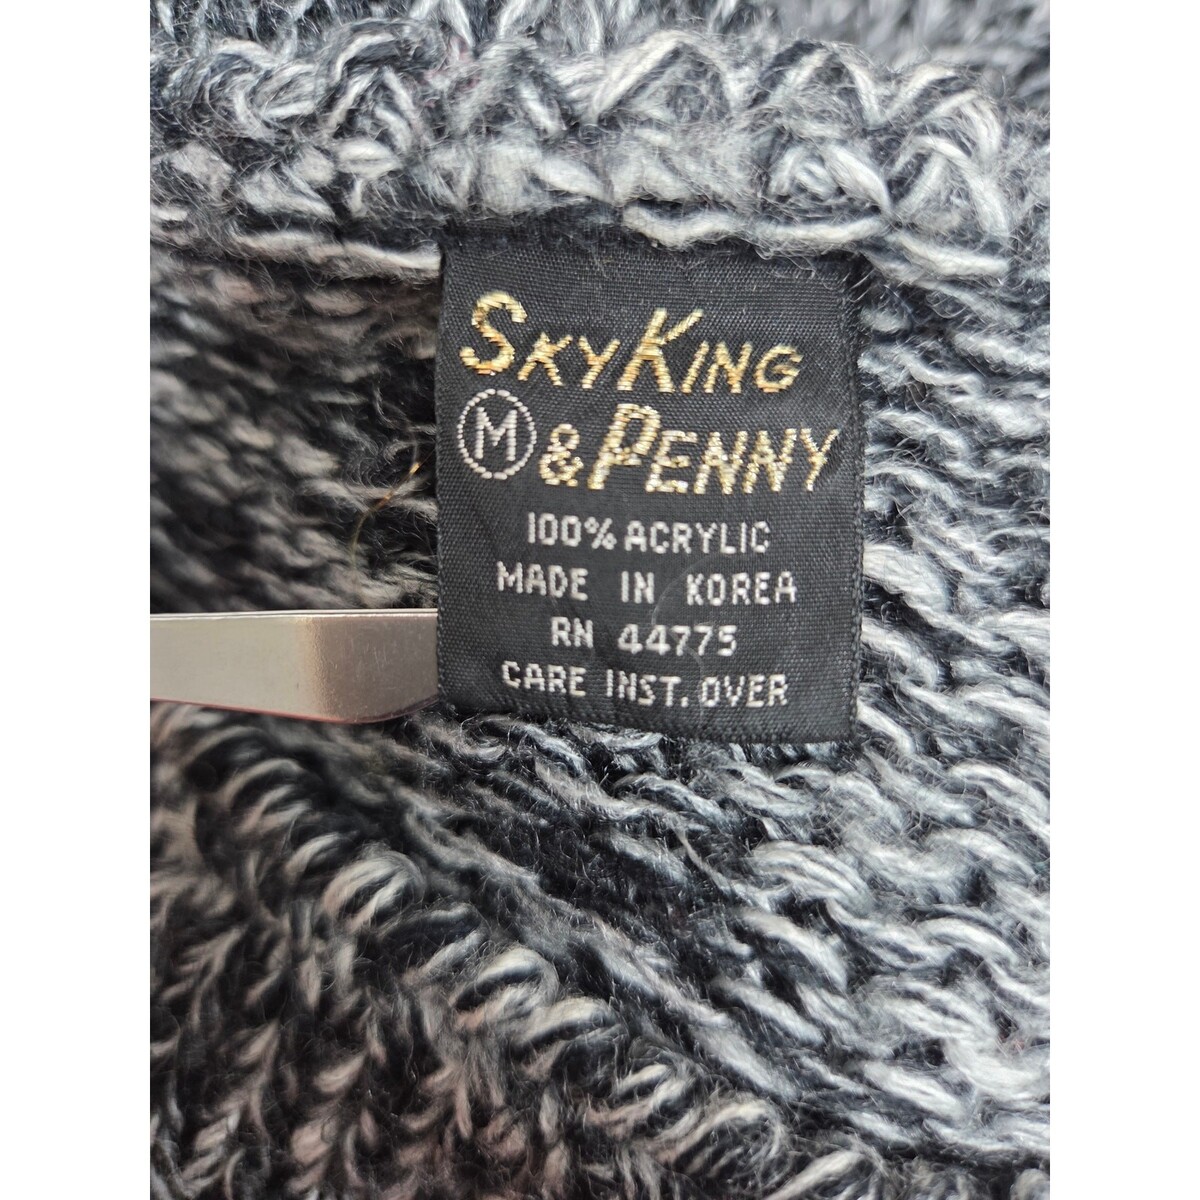 SKYKING
M & PENNY
100% ACRYLIC
MADE IN KOREA
RN 44775
CARE INST. OVER